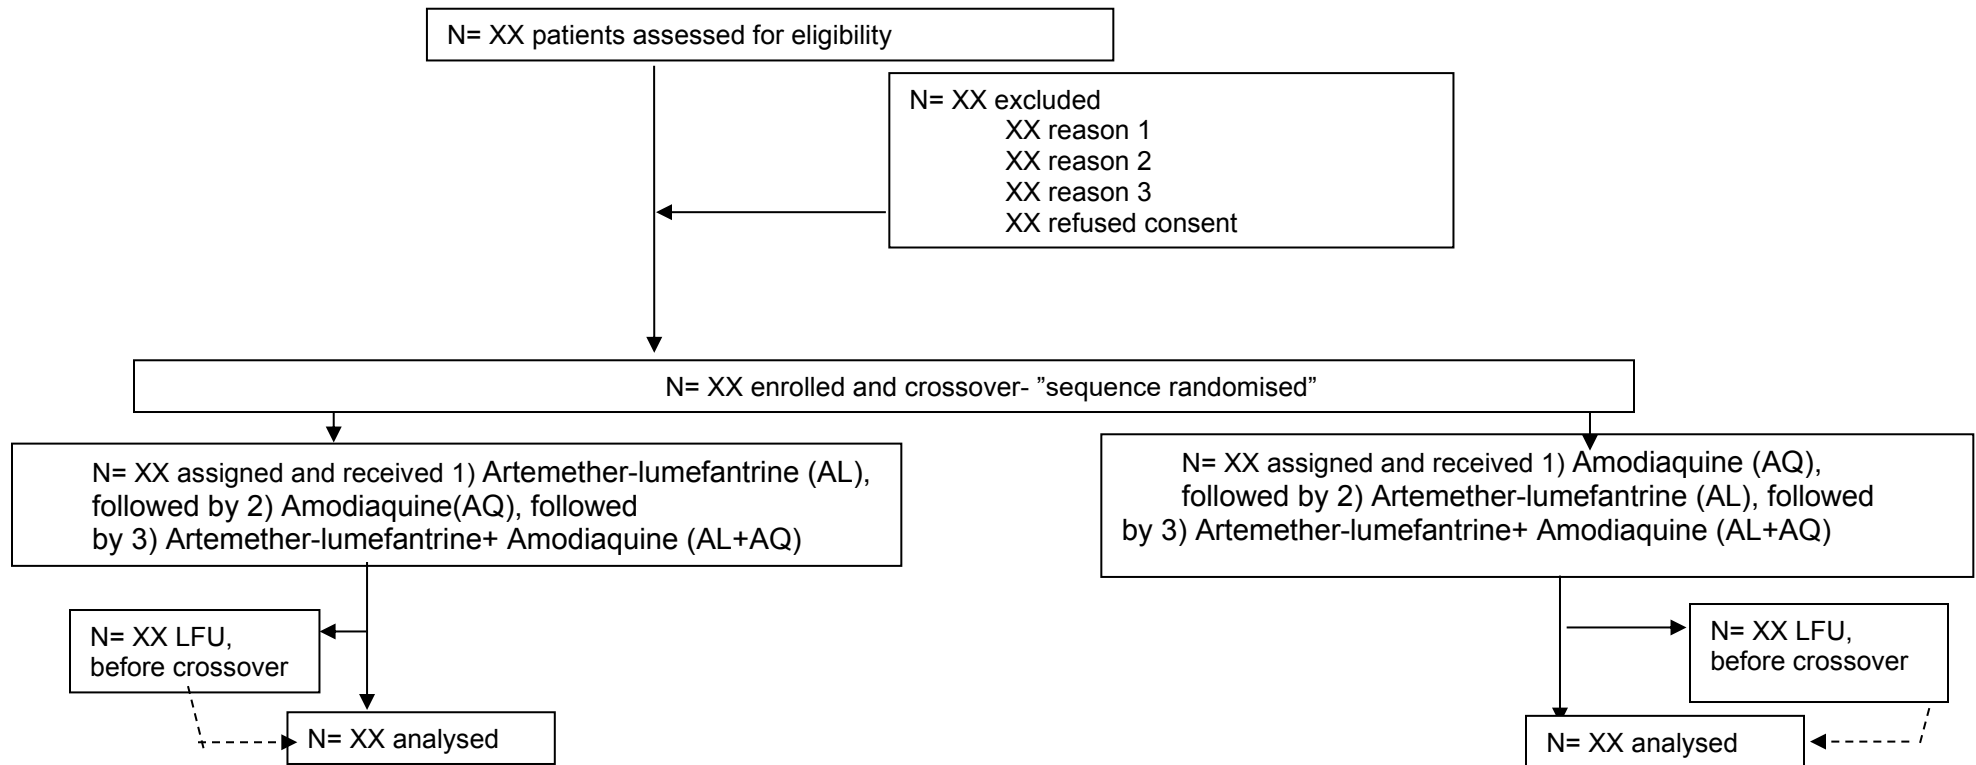 N= XX patients assessed for eligibility
N= XX excluded
XX reason 1
XX reason 2
XX reason 3
XX refused consent
N= XX enrolled and crossover- ”sequence randomised”
N= XX assigned and received 1) Artemether-lumefantrine (AL),
followed by 2) Amodiaquine(AQ), followed
by 3) Artemether-lumefantrine+ Amodiaquine (AL+AQ)
N= XX assigned and received 1) Amodiaquine (AQ),
followed by 2) Artemether-lumefantrine (AL), followed
by 3) Artemether-lumefantrine+ Amodiaquine (AL+AQ)
N= XX LFU,
before crossover
N= XX LFU,
before crossover
N= XX analysed
N= XX analysed